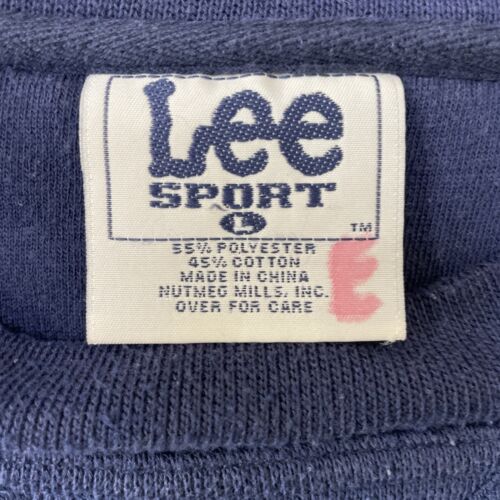 Lee
SPORT
L
TM
55% POLYESTER
45% COTTON
MADE IN CHINA
NUTMEG MILLS, INC.
OVER FOR CARE
E